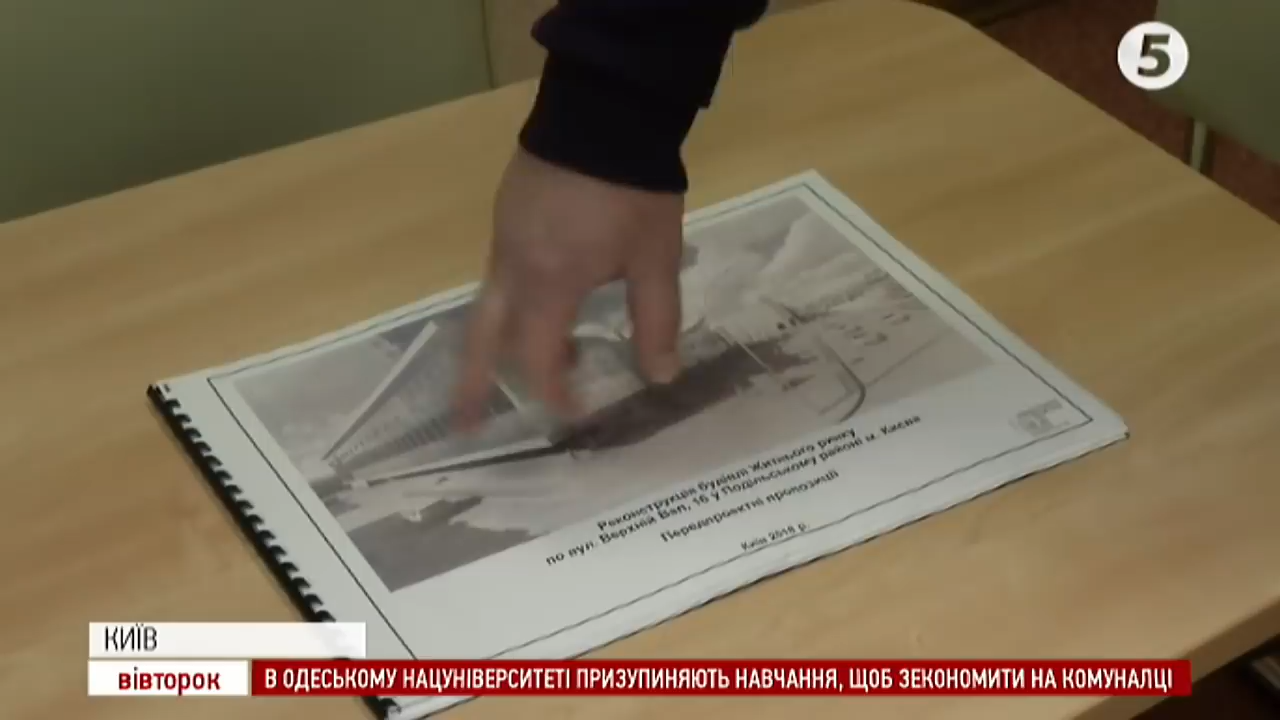 5
Реконструкція будівлі Житнього ринку
по вул. Верхній Вал, 16 у Подільському районі м. Києва
Передпроектні пропозиції
Київ 2018 р.
КИЇВ
вівторок
В ОДЕСЬКОМУ НАЦУНІВЕРСИТЕТІ ПРИЗУПИНЯЮТЬ НАВЧАННЯ, ЩОБ ЗЕКОНОМИТИ НА КОМУНАЛЦІ